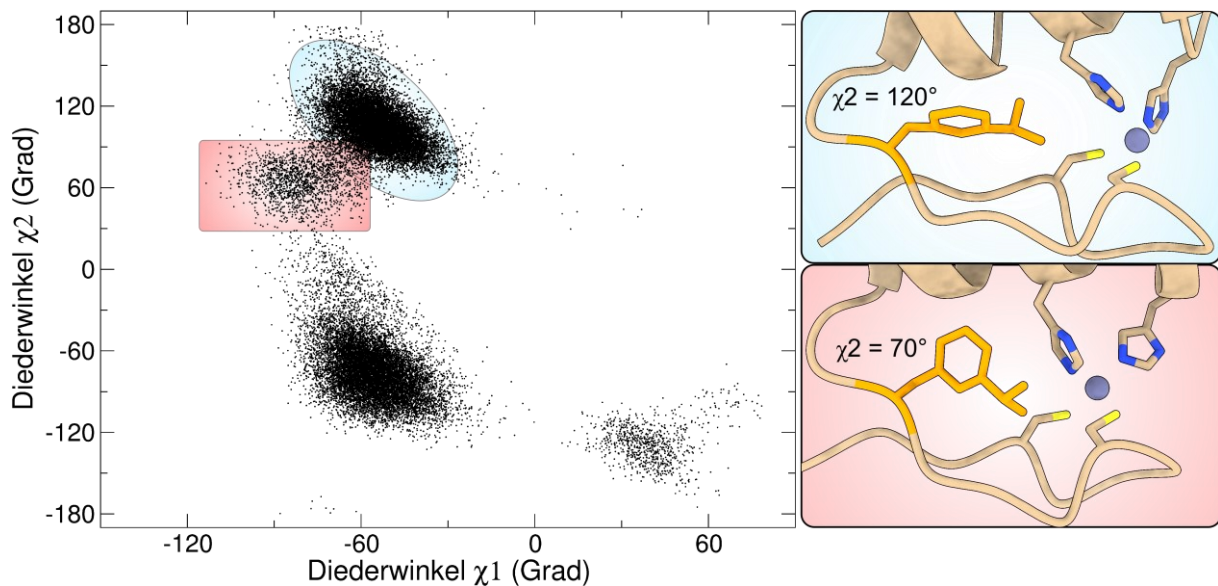 180
120
60
0
-60
-120
-180
Diederwinkel χ2 (Grad)
-120
-60
0
60
Diederwinkel χ1 (Grad)
χ2 = 120°
χ2 = 70°